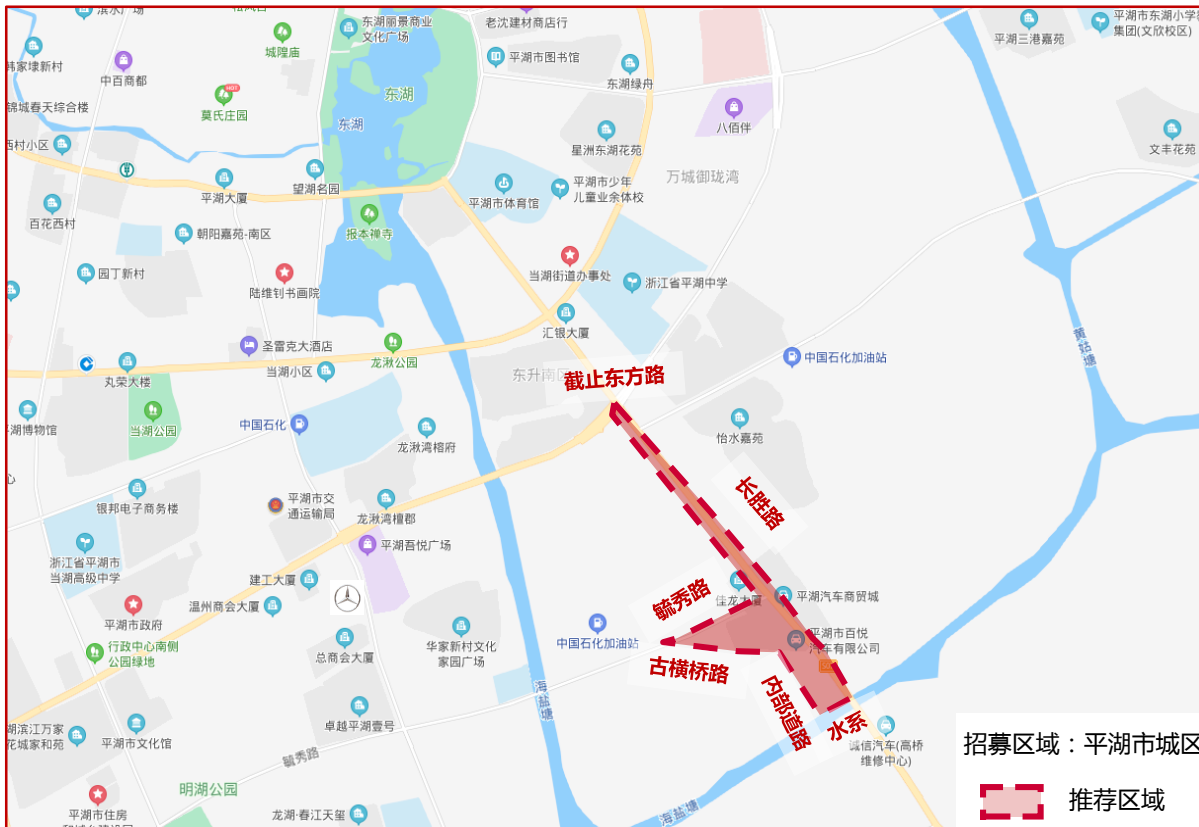 滨水广场
东湖丽景商业
文化广场
老沈建材商店行
平湖三港嘉苑
平湖市东湖小学
集团(文欣校区)
城隍庙
平湖市图书馆
韩家埭新村
中百商都
东湖绿舟
东湖
HOT
莫氏庄园
锦城春天综合楼
东湖
八佰伴
西村小区
星洲东湖花苑
文丰花苑
望湖名园
平湖大厦
平湖市体育馆
平湖市少年
儿童业余体校
万城御珑湾
百花西村
朝阳嘉苑-南区
报本禅寺
园丁新村
陆维钊书画院
当湖街道办事处
浙江省平湖中学
汇银大厦
黄姑塘
圣雷克大酒店
龙湫公园
中国石化加油站
丸荣大楼
当湖小区
东升南区
截止东方路
平湖博物馆
当湖公园
中国石化
龙湫湾榕府
怡水嘉苑
心
银邦电子商务楼
平湖市交
通运输局
龙湫湾檀郡
长胜路
平湖吾悦广场
浙江省平湖市
当湖高级中学
建工大厦
佳龙大厦
平湖汽车商贸城
毓秀路
温州商会大厦
平湖市政府
行政中心南侧
公园绿地
总商会大厦
华家新村文化
家园广场
中国石化加油站
平湖市百悦
汽车有限公司
古横桥路
内部道路
海盐塘
卓越平湖壹号
水系
湖滨江万家
花城家和苑
平湖市文化馆
毓秀路
诚信汽车(高桥
维修中心)
招募区域：平湖市城区
明湖公园
推荐区域
平湖市住房
龙湖·春江天玺
海盐塘